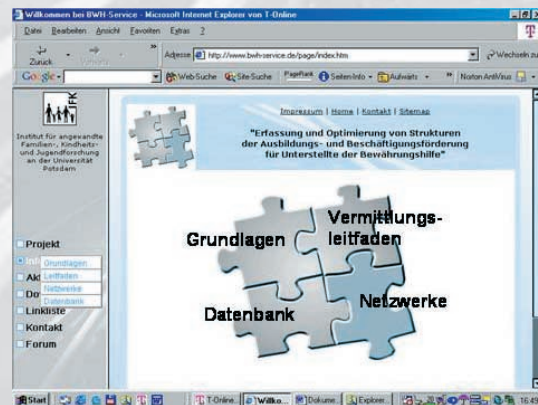 Willkommen bei BWH-Service - Microsoft Internet Explorer von T-Online
Datei Bearbeiten Ansicht Favoriten Extras ?
Zurück
Adresse http://www.bwh-service.de/page/index.htm Wechseln zu
Google Web-Suche Site-Suche PageRank Seiten-Info Aufwärts Norton AntiVirus
IFK
Institut für angewandte
Familien-, Kindheits-
und Jugendforschung
an der Universität
Potsdam
Impressum | Home | Kontakt | Sitemap
"Erfassung und Optimierung von Strukturen
der Ausbildungs- und Beschäftigungsförderung
für Unterstellte der Bewährungshilfe"
Projekt
Grundlagen
Leitfaden
Netzwerke
Datenbank
Linkliste
Kontakt
Forum
Grundlagen
Vermittlungs-
leitfaden
Datenbank
Netzwerke
Start T-Online... Willko... Dokume... Explorer... 16:49